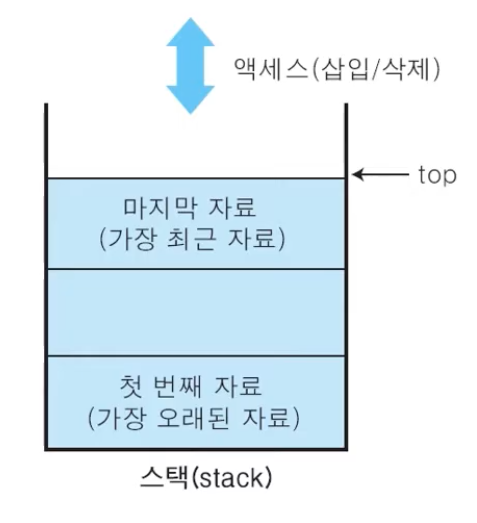 액세스(삽입/삭제)
top
마지막 자료
(가장 최근 자료)
첫 번째 자료
(가장 오래된 자료)
스택(stack)